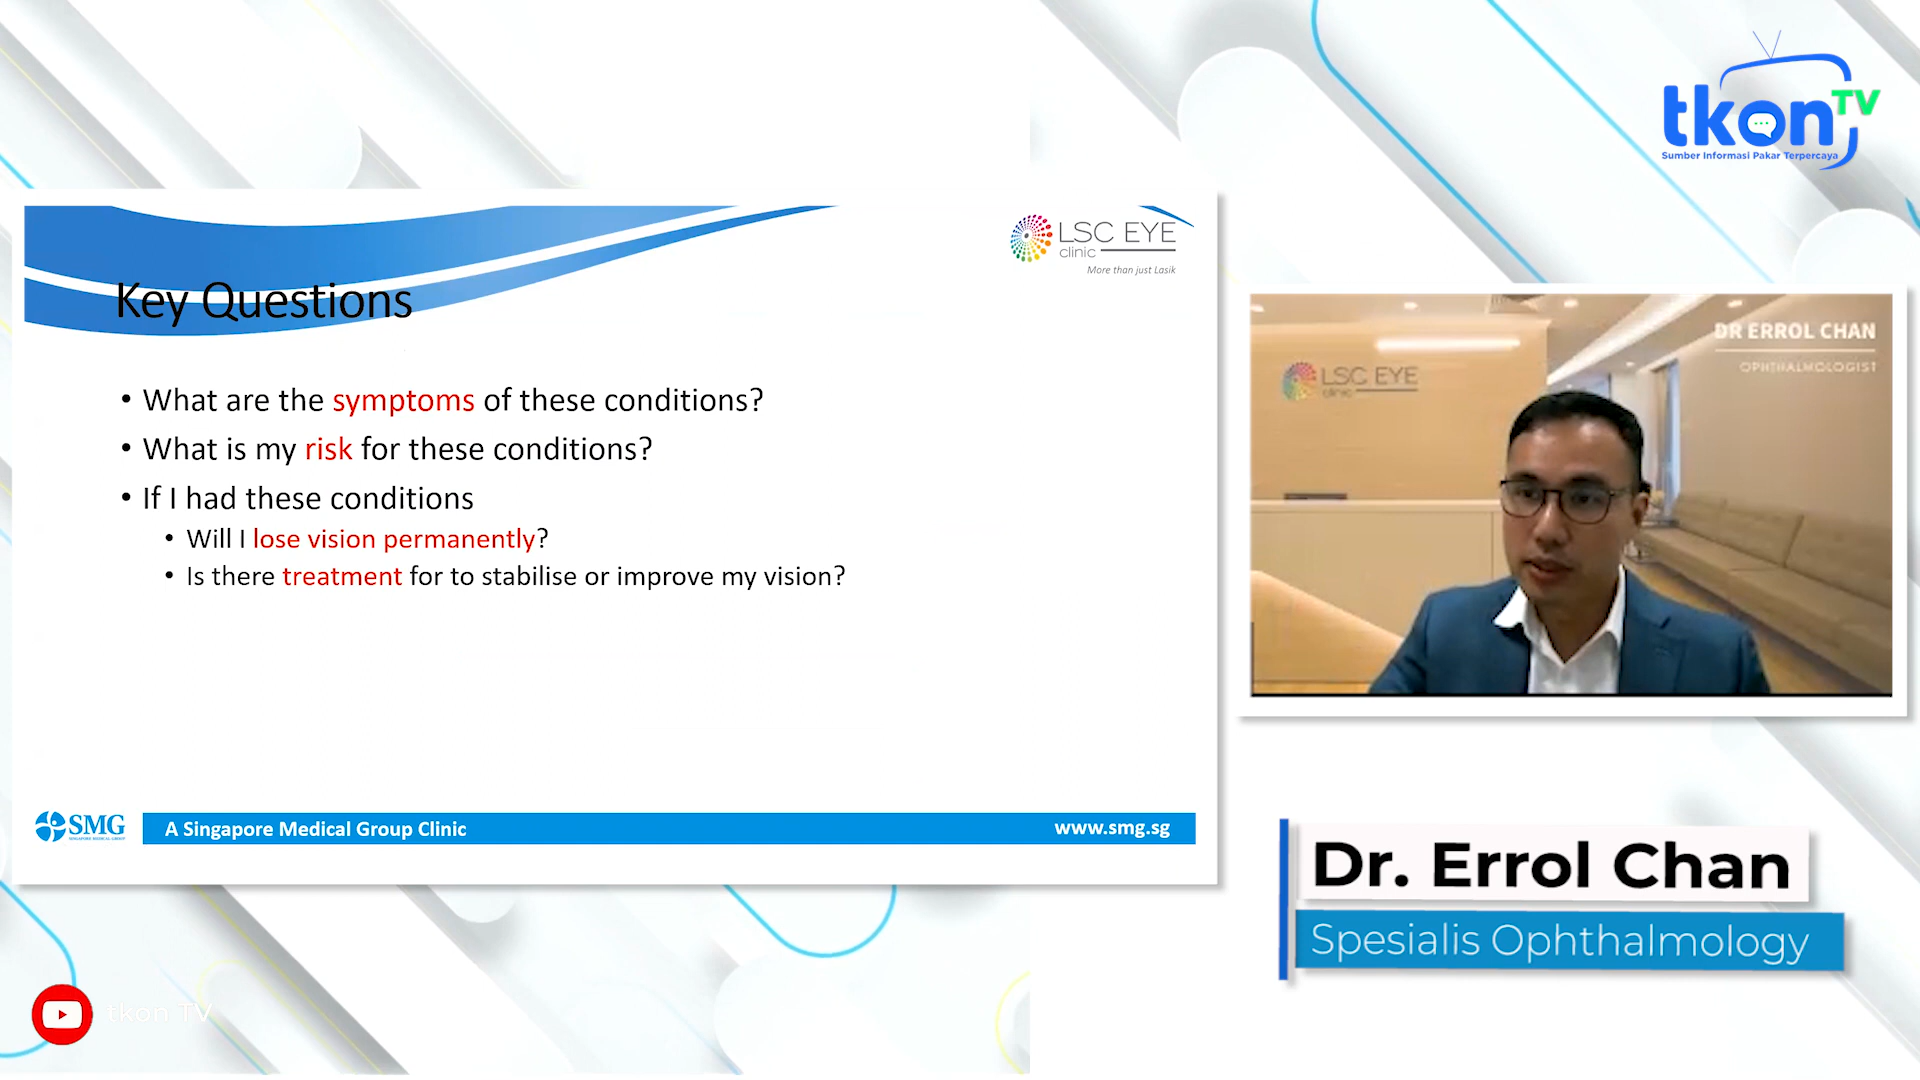 tkon TV
Sumber Informasi Pakar Terpercaya
LSC EYE
clinic
More than just Lasik
Key Questions
• What are the symptoms of these conditions?
• What is my risk for these conditions?
• If I had these conditions
• Will I lose vision permanently?
• Is there treatment for to stabilise or improve my vision?
SMG
SINGAPORE MEDICAL GROUP
A Singapore Medical Group Clinic
www.smg.sg
DR ERROL CHAN
OPHTHALMOLOGIST
LSC EYE
clinic
Dr. Errol Chan
Spesialis Ophthalmology
tkon TV